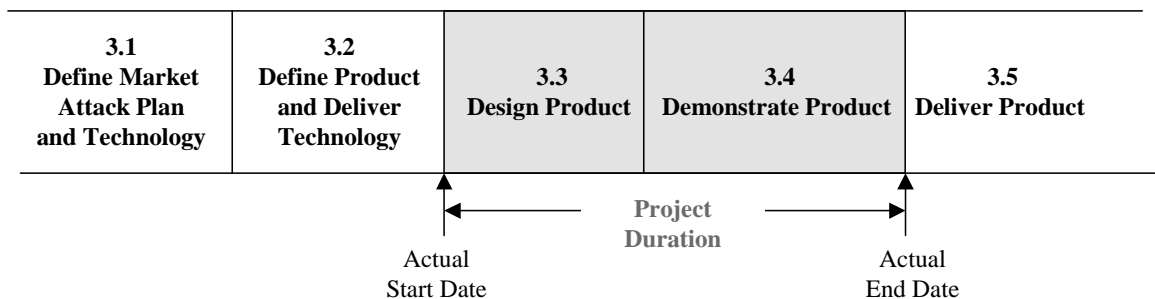 3.1
Define Market
Attack Plan
and Technology
3.2
Define Product
and Deliver
Technology
3.3
Design Product
3.4
Demonstrate Product
3.5
Deliver Product
Project
Duration
Actual
Start Date
Actual
End Date